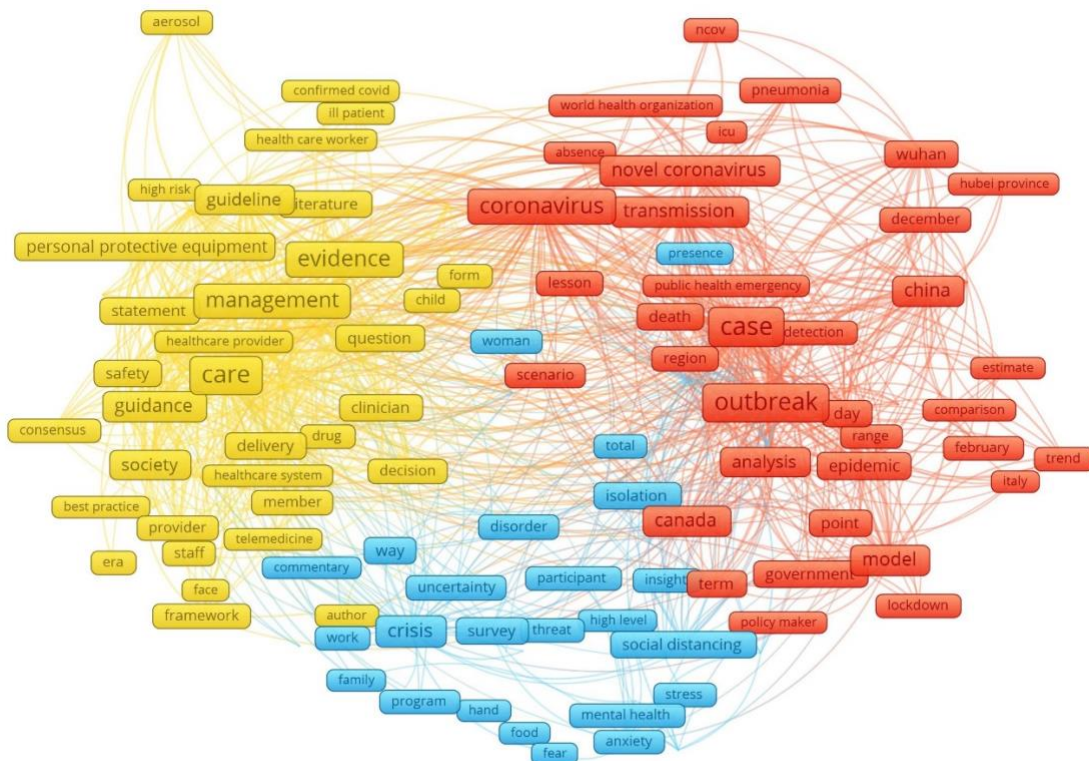 aerosol
ncov
confirmed covid
pneumonia
world health organization
ill patient
icu
health care worker
absence
wuhan
novel coronavirus
hubei province
high risk
guideline
literature
coronavirus
transmission
december
personal protective equipment
presence
evidence
form
lesson
public health emergency
china
management
child
statement
death
case
detection
question
healthcare provider
woman
region
safety
care
scenario
estimate
guidance
clinician
outbreak
day
comparison
consensus
drug
range
delivery
total
february
society
healthcare system
decision
analysis
epidemic
trend
italy
isolation
member
best practice
provider
disorder
canada
point
telemedicine
staff
way
era
commentary
model
face
uncertainty
participant
insight
term
government
lockdown
framework
author
work
crisis
survey
threat
high level
policy maker
social distancing
family
program
stress
hand
mental health
food
anxiety
fear